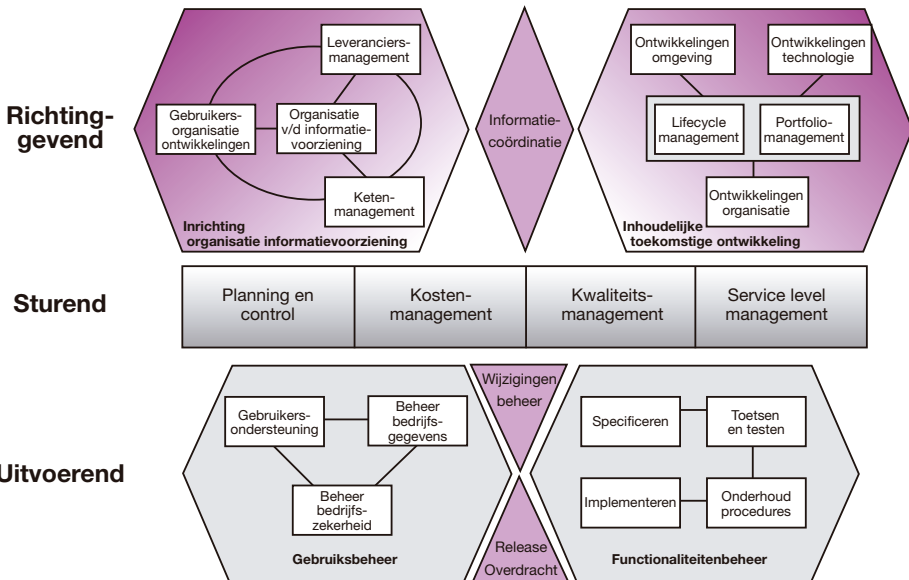 Richting-
gevend
Leveranciers-
management
Gebruikers-
organisatie
ontwikkelingen
Organisatie
v/d informatie-
voorziening
Keten-
management
Inrichting
organisatie informatievoorziening
Informatie-
coördinatie
Ontwikkelingen
omgeving
Ontwikkelingen
technologie
Lifecycle
management
Portfolio-
management
Ontwikkelingen
organisatie
Inhoudelijke
toekomstige ontwikkeling
Sturend
Planning en
control
Kosten-
management
Kwaliteits-
management
Service level
management
Uitvoerend
Gebruikers-
ondersteuning
Beheer
bedrijfs-
gegevens
Beheer
bedrijfs-
zekerheid
Gebruiksbeheer
Wijzigingen
beheer
Release
Overdracht
Specificeren
Toetsen
en testen
Implementeren
Onderhoud
procedures
Functionaliteitenbeheer